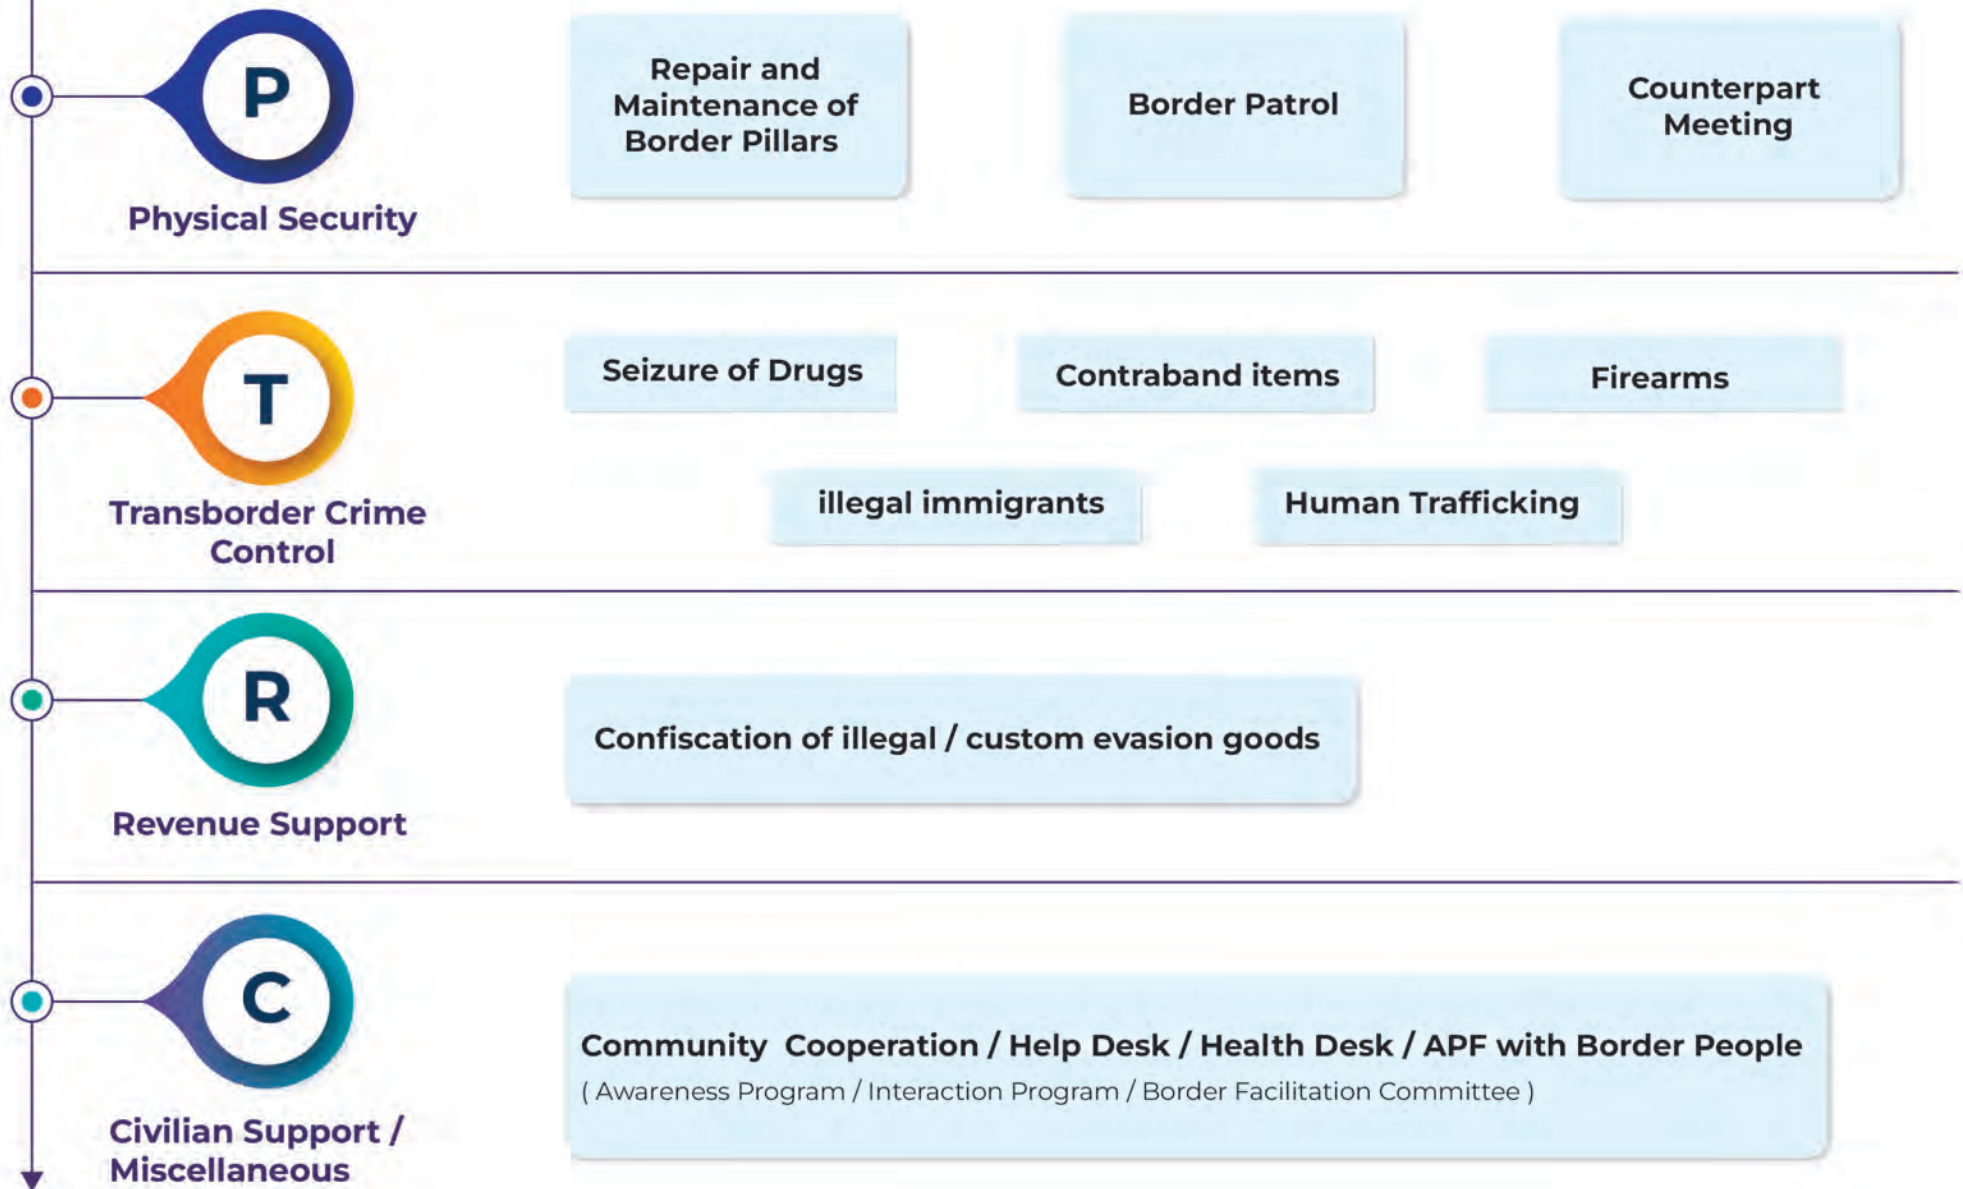 P
Physical Security
Repair and
Maintenance of
Border Pillars
Border Patrol
Counterpart
Meeting
T
Transborder Crime
Control
Seizure of Drugs
Contraband items
Firearms
illegal immigrants
Human Trafficking
R
Revenue Support
Confiscation of illegal / custom evasion goods
C
Civilian Support /
Miscellaneous
Community Cooperation / Help Desk / Health Desk / APF with Border People
( Awareness Program / Interaction Program / Border Facilitation Committee )